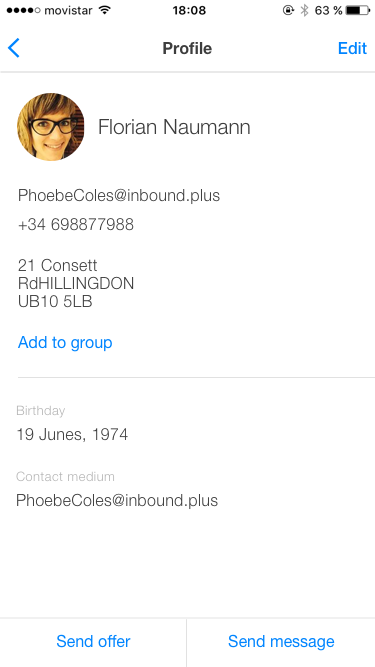 movistar 18:08 63 %
Profile Edit
Florian Naumann
PhoebeColes@inbound.plus
+34 698877988
21 Consett
RdHILLINGDON
UB10 5LB
Add to group
Birthday
19 Junes, 1974
Contact medium
PhoebeColes@inbound.plus
Send offer Send message